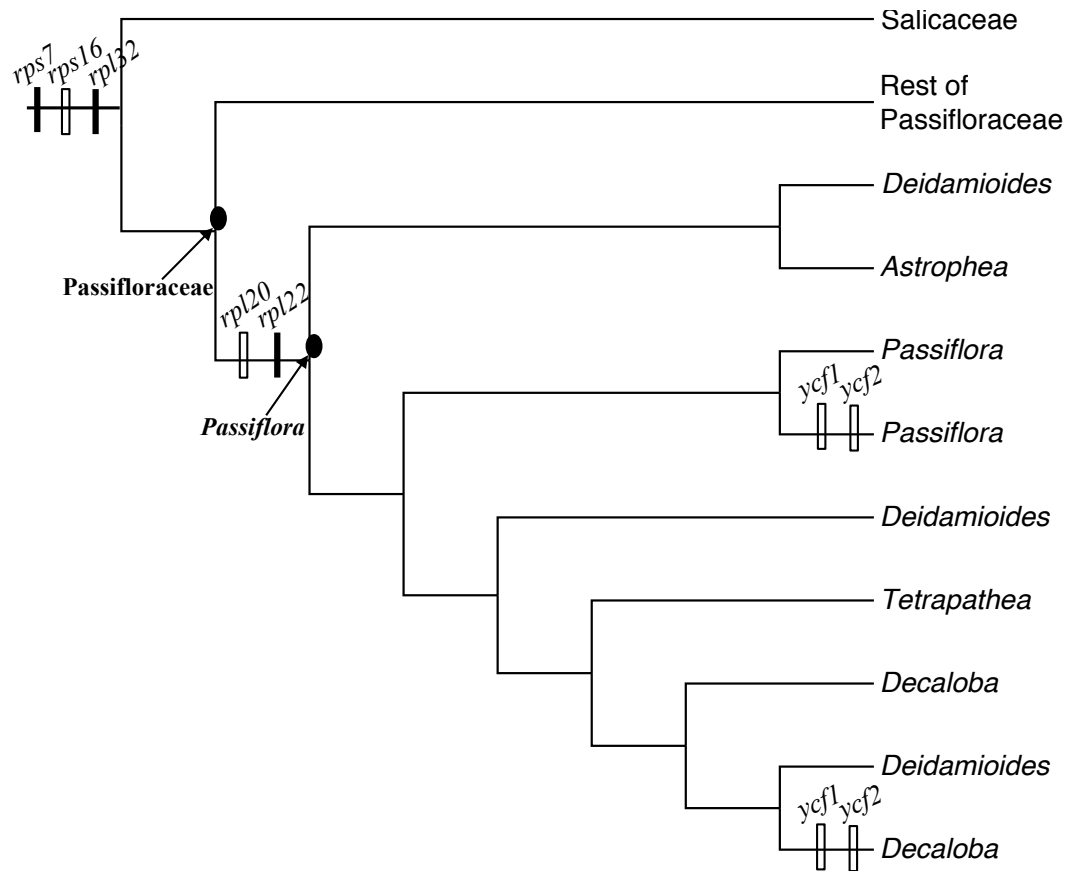 Salicaceae
rps7
rps16
rpl32
Rest of
Passifloraceae
Deidamioides
Passifloraceae
Astrophea
rpl20
rpl22
Passiflora
Passiflora
ycf1
ycf2
Passiflora
Deidamioides
Tetrapathea
Decaloba
Deidamioides
ycf1
ycf2
Decaloba